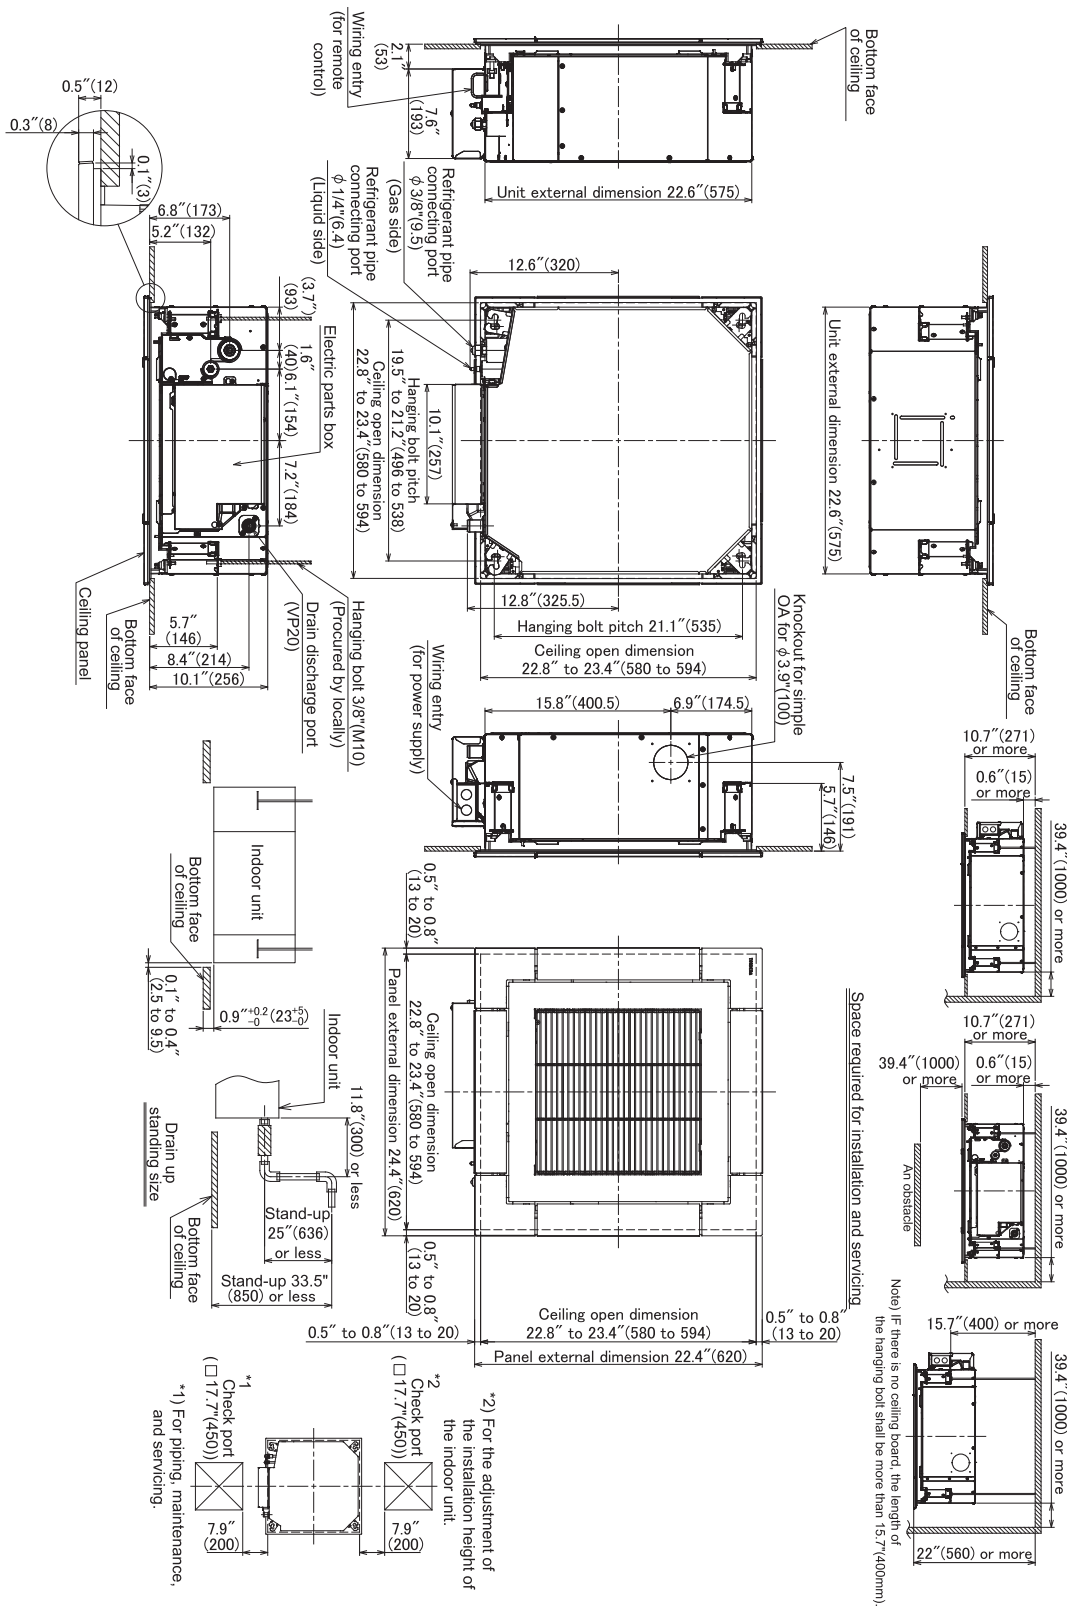 Bottom face
of ceiling
Wiring entry
(for remote
control)
2.1"
(53)
7.6"
(193)
Unit external dimension 22.6"(575)
0.5"(12)
0.3"(8)
0.1"(3)
6.8"(173)
5.2"(132)
(3.7")
(93)
1.6"
(40)
6.1"(154)
7.2"(184)
Electric parts box
Refrigerant pipe
connecting port
ϕ 3/8"(9.5)
(Gas side)
Refrigerant pipe
connecting port
ϕ 1/4"(6.4)
(Liquid side)
12.6"(320)
10.1"(257)
Hanging bolt pitch
19.5" to 21.2"(496 to 538)
Ceiling open dimension
22.8" to 23.4"(580 to 594)
Unit external dimension 22.6"(575)
Bottom face
of ceiling
12.8"(325.5)
Hanging bolt pitch 21.1"(535)
Ceiling open dimension
22.8" to 23.4"(580 to 594)
Hanging bolt 3/8"(M10)
(Procured by locally)
Drain discharge port
(VP20)
5.7"
(146)
8.4"(214)
10.1"(256)
Bottom face
of ceiling
Ceiling panel
Knockout for simple
OA for ϕ3.9"(100)
15.8"(400.5)
6.9"(174.5)
7.5"(191)
5.7"(146)
Wiring entry
(for power supply)
10.7"(271)
or more
0.6"(15)
or more
39.4"(1000) or more
Indoor unit
Bottom face
of ceiling
0.1" to 0.4"
(2.5 to 9.5)
0.9"+0.2 -0 (23+5 -0)
0.5" to 0.8"
(13 to 20)
Ceiling open dimension
22.8" to 23.4"(580 to 594)
Panel external dimension 24.4"(620)
0.5" to 0.8"
(13 to 20)
Space required for installation and servicing
10.7"(271)
or more
0.6"(15)
or more
39.4"(1000)
or more
39.4"(1000) or more
An obstacle
Indoor unit
11.8"(300) or less
Stand-up
25"(636)
or less
Stand-up 33.5"
(850) or less
Drain up
standing size
Bottom face
of ceiling
Ceiling open dimension
22.8" to 23.4"(580 to 594)
0.5" to 0.8"
(13 to 20)
0.5" to 0.8"(13 to 20)
Panel external dimension 22.4"(620)
Note) IF there is no ceiling board, the length of
the hanging bolt shall be more than 15.7"(400mm).
15.7"(400) or more
39.4"(1000) or more
22"(560) or more
*2
Check port
(□17.7"(450))
*1
Check port
(□17.7"(450))
7.9"
(200)
7.9"
(200)
*2) For the adjustment of
the installation height of
the indoor unit.
*1) For piping, maintenance,
and servicing.